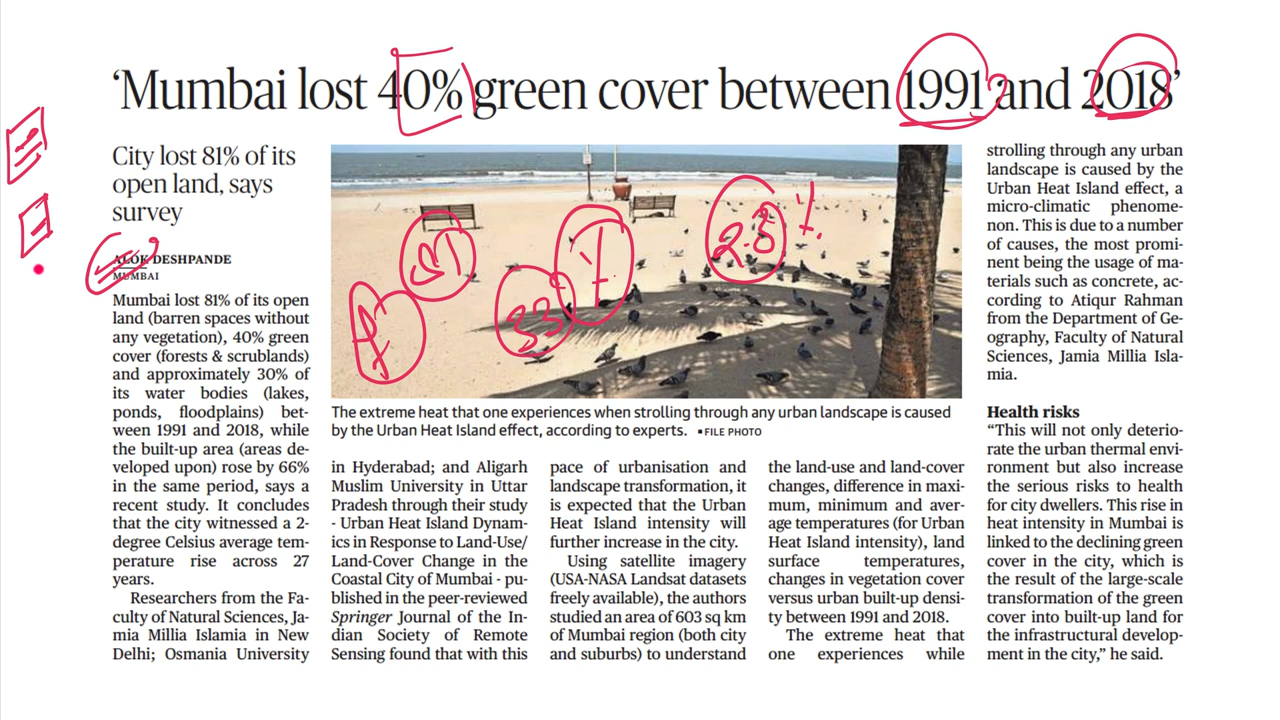 ‘Mumbai lost 40% green cover between 1991 and 2018’
City lost 81% of its
open land, says
survey
ALOK DESHPANDE
MUMBAI
Mumbai lost 81% of its open
land (barren spaces without
any vegetation), 40% green
cover (forests & scrublands)
and approximately 30% of
its water bodies (lakes,
ponds, floodplains) bet-
ween 1991 and 2018, while
the built-up area (areas de-
veloped upon) rose by 66%
in the same period, says a
recent study. It concludes
that the city witnessed a 2-
degree Celsius average tem-
perature rise across 27
years.
Researchers from the Fa-
culty of Natural Sciences, Ja-
mia Millia Islamia in New
Delhi; Osmania University
33
2.3 %.
The extreme heat that one experiences when strolling through any urban landscape is caused
by the Urban Heat Island effect, according to experts. ▪FILE PHOTO
in Hyderabad; and Aligarh
Muslim University in Uttar
Pradesh through their study
- Urban Heat Island Dynam-
ics in Response to Land-Use/
Land-Cover Change in the
Coastal City of Mumbai - pu-
blished in the peer-reviewed
Springer Journal of the In-
dian Society of Remote
Sensing found that with this
pace of urbanisation and
landscape transformation, it
is expected that the Urban
Heat Island intensity will
further increase in the city.
Using satellite imagery
(USA-NASA Landsat datasets
freely available), the authors
studied an area of 603 sq km
of Mumbai region (both city
and suburbs) to understand
the land-use and land-cover
changes, difference in maxi-
mum, minimum and aver-
age temperatures (for Urban
Heat Island intensity), land
surface temperatures,
changes in vegetation cover
versus urban built-up densi-
ty between 1991 and 2018.
The extreme heat that
one experiences while
strolling through any urban
landscape is caused by the
Urban Heat Island effect, a
micro-climatic phenome-
non. This is due to a number
of causes, the most promi-
nent being the usage of ma-
terials such as concrete, ac-
cording to Atiqur Rahman
from the Department of Ge-
ography, Faculty of Natural
Sciences, Jamia Millia Isla-
mia.
Health risks
“This will not only deterio-
rate the urban thermal envi-
ronment but also increase
the serious risks to health
for city dwellers. This rise in
heat intensity in Mumbai is
linked to the declining green
cover in the city, which is
the result of the large-scale
transformation of the green
cover into built-up land for
the infrastructural develop-
ment in the city,” he said.